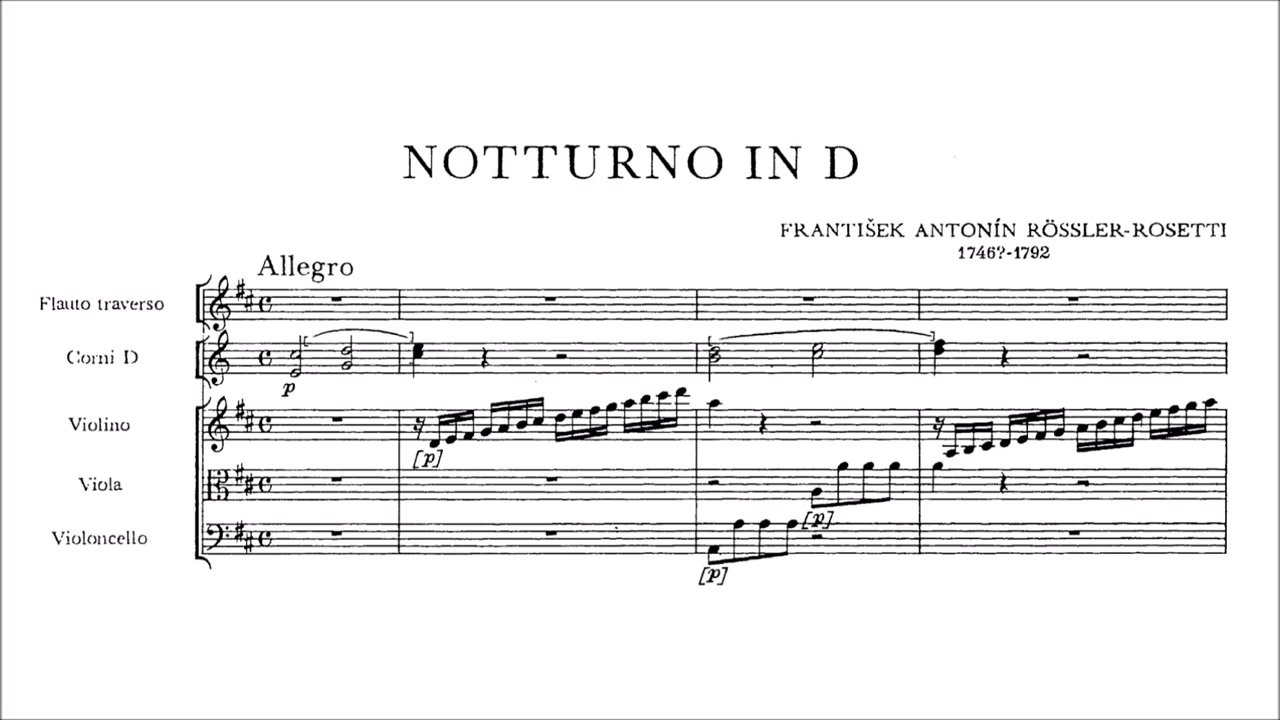 NOTTURNO IN D
FRANTIŠEK ANTONÍN RÖSSLER-ROSETTI
1746?-1792
Allegro
Flauto traverso
Corni D
p
Violino
[p]
Viola
[p]
Violoncello
[p]